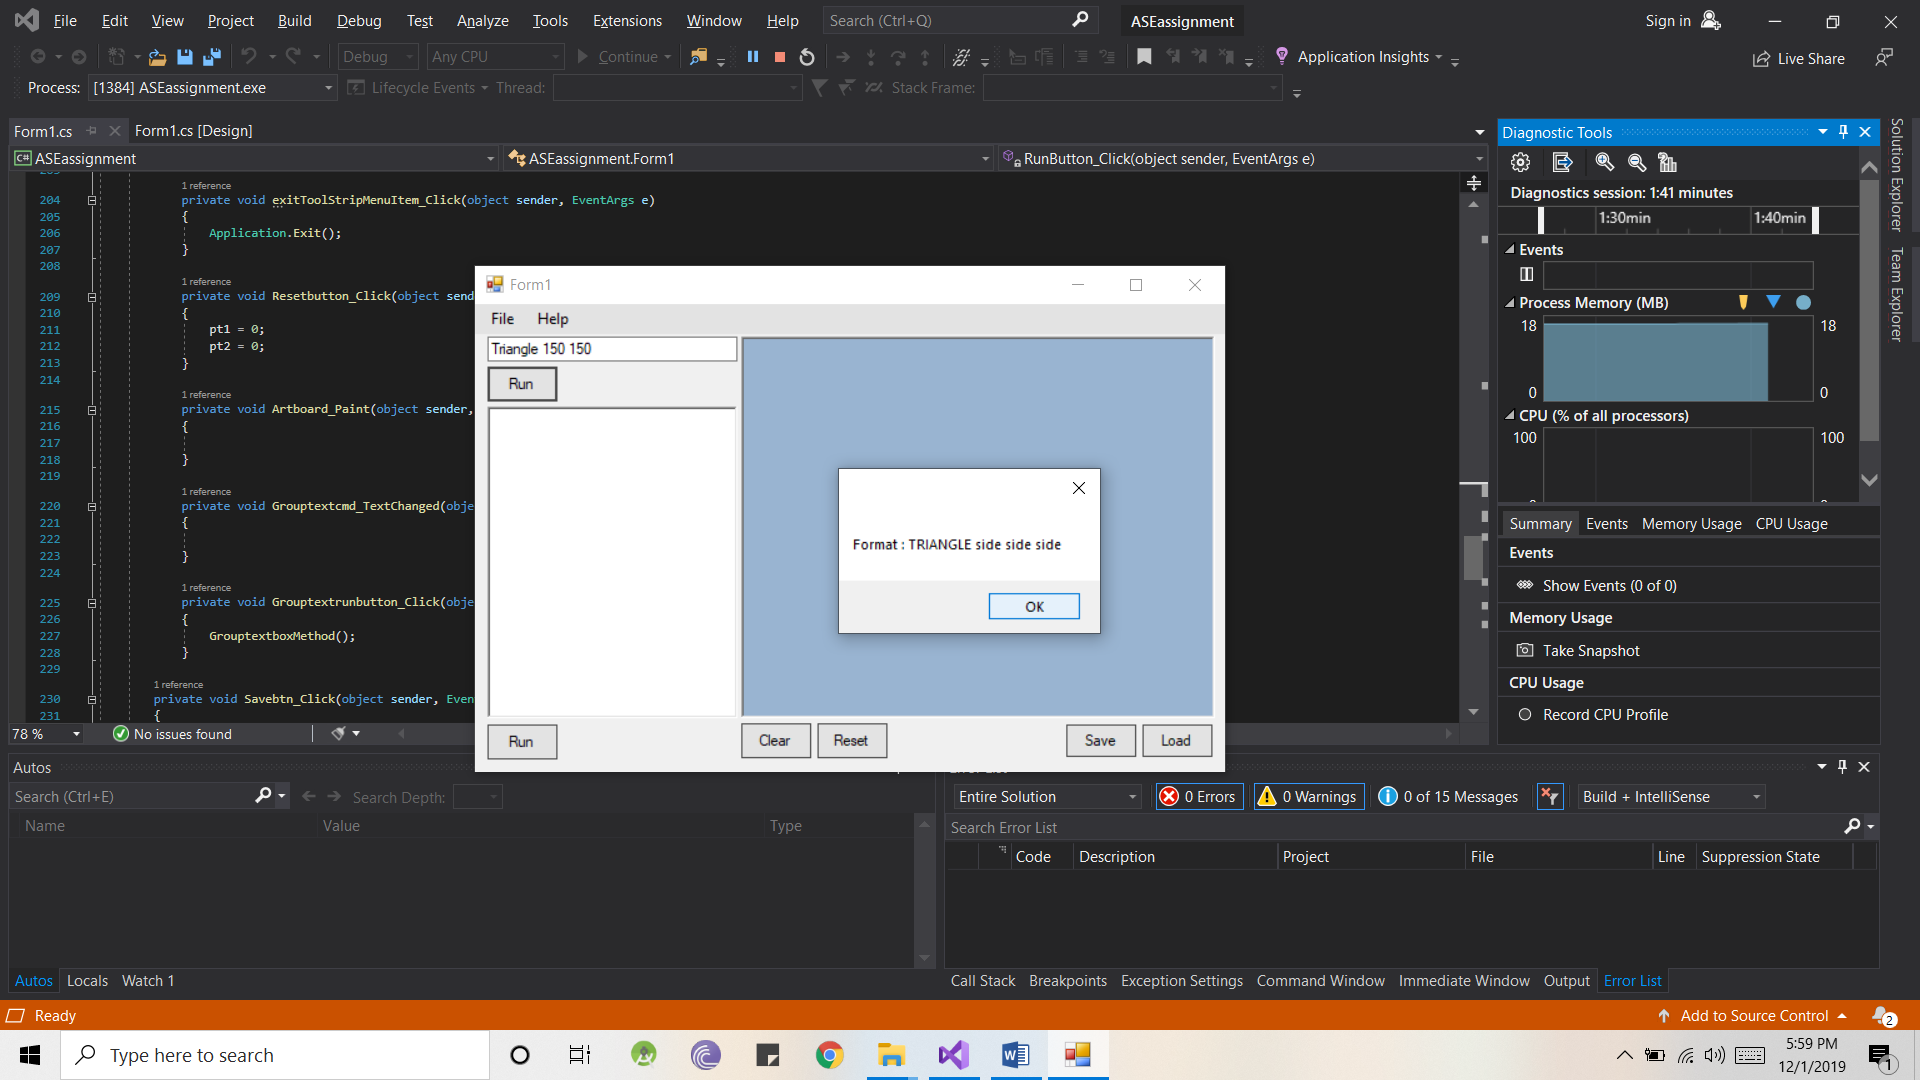 File Edit View Project Build Debug Test Analyze Tools Extensions Window Help Search (Ctrl+Q) ASEassignment Sign in
Debug Any CPU Continue Application Insights Live Share
Process: [1384] ASEassignment.exe Lifecycle Events Thread: Stack Frame:
Form1.cs Form1.cs [Design]
C# ASEassignment ASEassignment.Form1 RunButton_Click(object sender, EventArgs e)
1 reference
204 private void exitToolStripMenuItem_Click(object sender, EventArgs e)
205 {
206 Application.Exit();
207 }
208
1 reference
209 private void Resetbutton_Click(object send
210 {
211 pt1 = 0;
212 pt2 = 0;
213 }
214
1 reference
215 private void Artboard_Paint(object sender,
216 {
217
218 }
219
1 reference
220 private void Grouptextcmd_TextChanged(obje
221 {
222
223 }
224
1 reference
225 private void Grouptextrunbutton_Click(obje
226 {
227 GrouptextboxMethod();
228 }
229
1 reference
230 private void Savebtn_Click(object sender, Even
231 {
78 % No issues found
Form1
File Help
Triangle 150 150
Run
Format : TRIANGLE side side side
OK
Run Clear Reset Save Load
Diagnostic Tools
Diagnostics session: 1:41 minutes
1:30min 1:40min
Events
Process Memory (MB)
18 18
0 0
CPU (% of all processors)
100 100
Summary Events Memory Usage CPU Usage
Events
Show Events (0 of 0)
Memory Usage
Take Snapshot
CPU Usage
Record CPU Profile
Solution Explorer
Team Explorer
Autos
Search (Ctrl+E) Search Depth:
Name Value Type
Autos Locals Watch 1
Entire Solution 0 Errors 0 Warnings 0 of 15 Messages Build + IntelliSense
Search Error List
Code Description Project File Line Suppression State
Call Stack Breakpoints Exception Settings Command Window Immediate Window Output Error List
Ready Add to Source Control 2
Type here to search
5:59 PM
12/1/2019
1